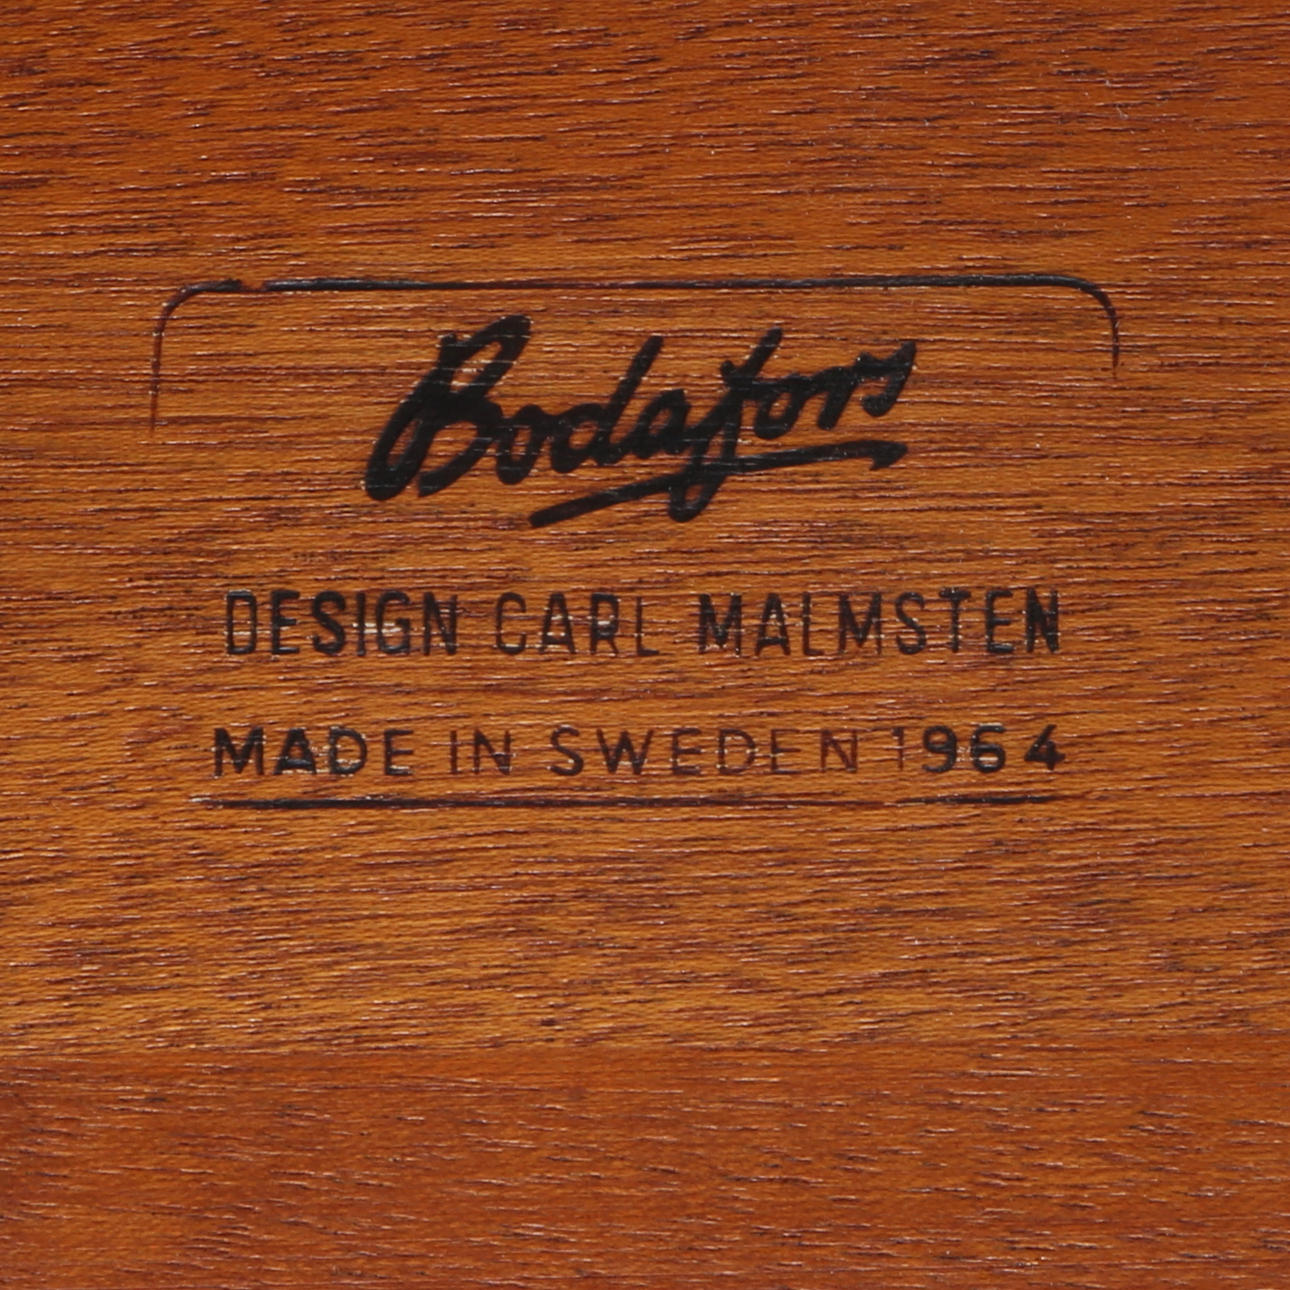 Bodafors
DESIGN CARL MALMSTEN
MADE IN SWEDEN 1964